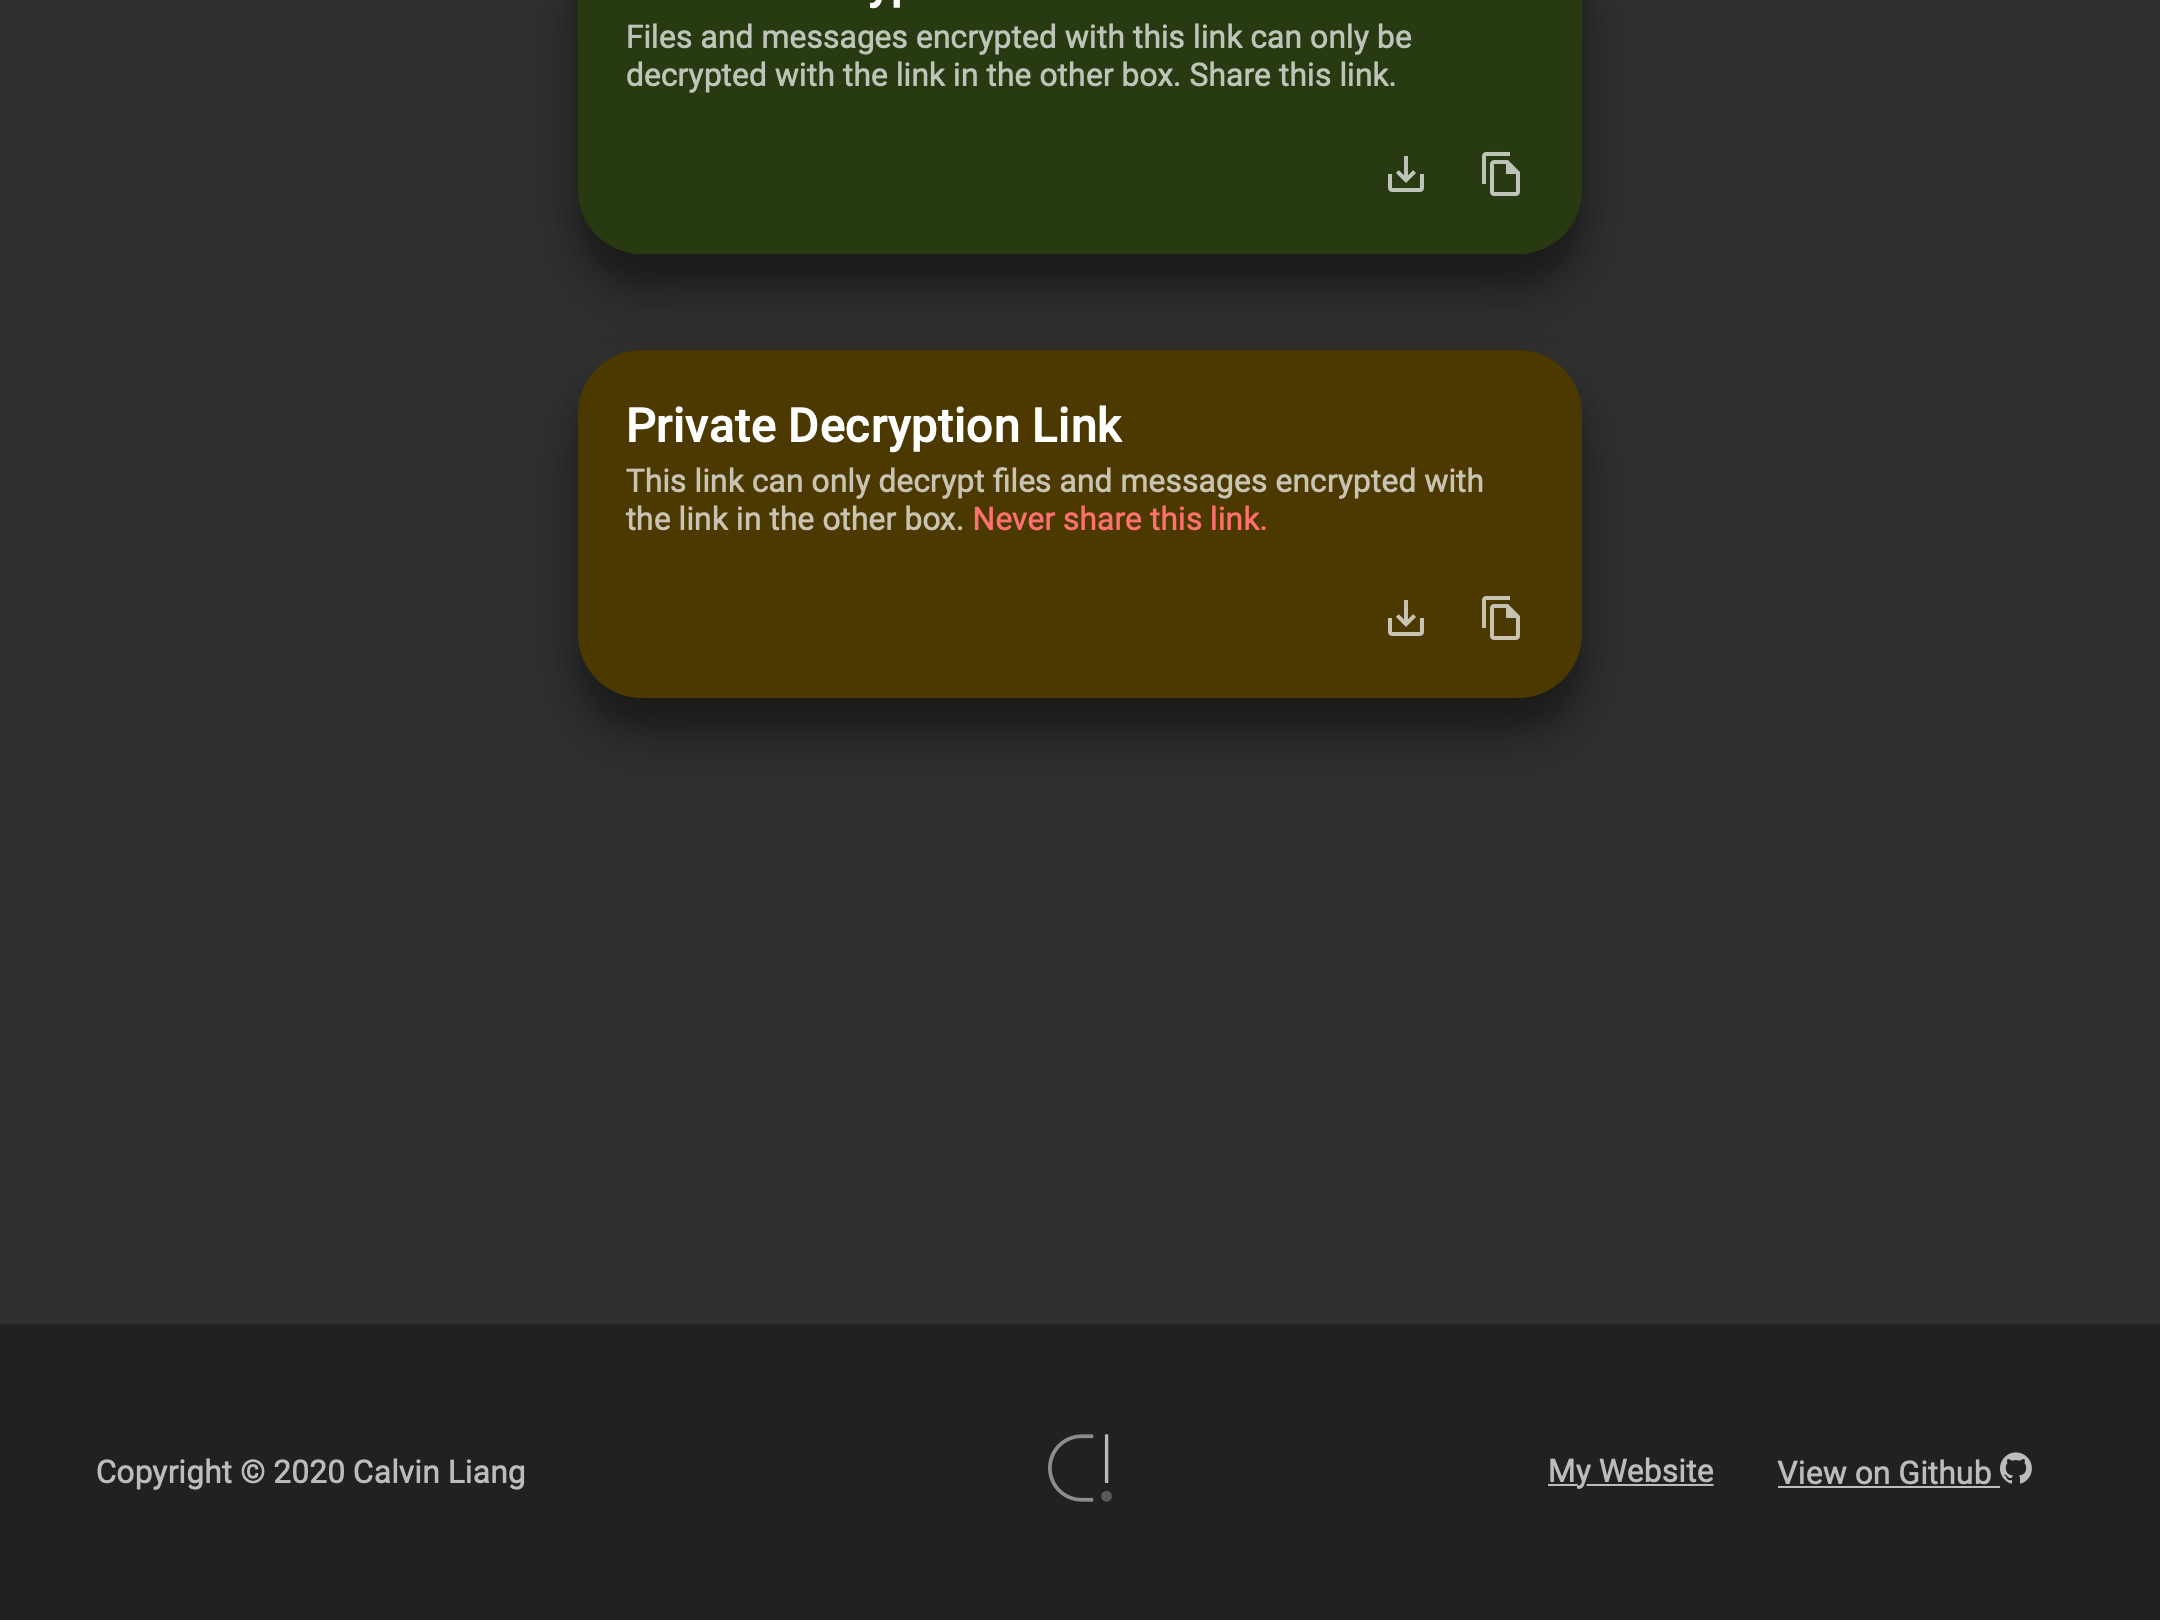 Files and messages encrypted with this link can only be
decrypted with the link in the other box. Share this link.
Private Decryption Link
This link can only decrypt files and messages encrypted with
the link in the other box. Never share this link.
Copyright © 2020 Calvin Liang
C!
My Website
View on Github